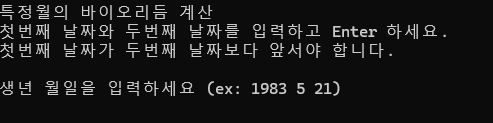 특정월의 바이오리듬 계산
첫번째 날짜와 두번째 날짜를 입력하고 Enter 하세요.
첫번째 날짜가 두번째 날짜보다 앞서야 합니다.
생년 월일을 입력하세요 (ex: 1983 5 21)